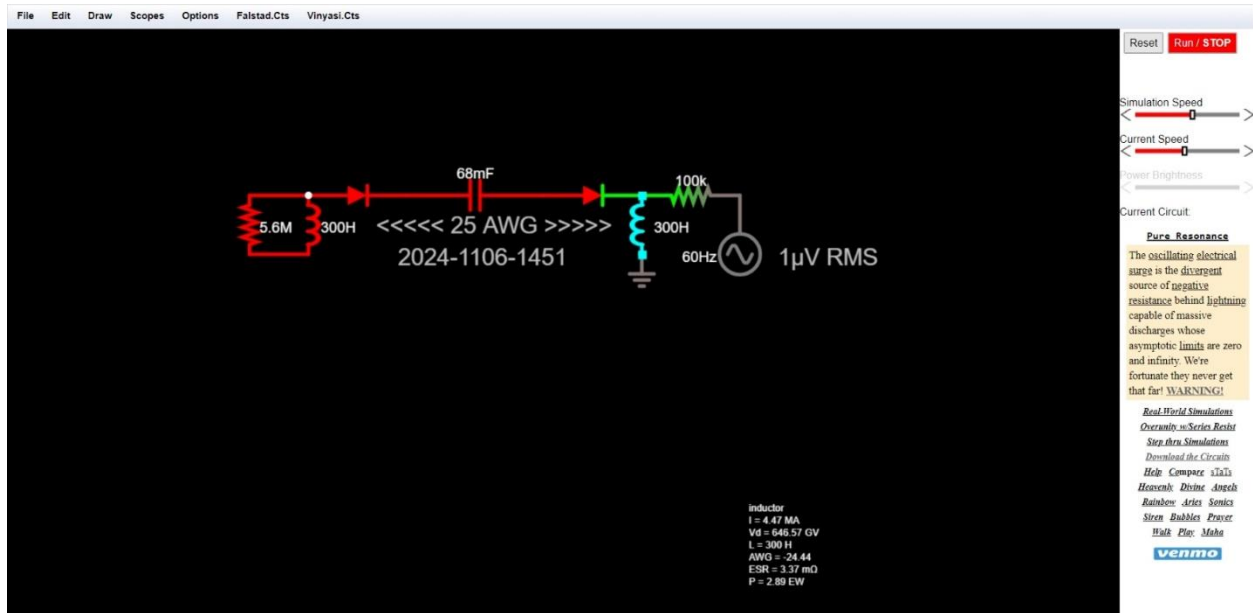 File Edit Draw Scopes Options Falstad.Cts Vinyasi.Cts
Reset Run / STOP
Simulation Speed
Current Speed
Power Brightness
Current Circuit:
Pure Resonance
The oscillating electrical
surge is the divergent
source of negative
resistance behind lightning
capable of massive
discharges whose
asymptotic limits are zero
and infinity. We're
fortunate they never get
that far! WARNING!
Real-World Simulations
Overunity w/Series Resist
Step thru Simulations
Download the Circuits
Help Compare sTaTs
Heavenly Divine Angels
Rainbow Aries Sonics
Siren Bubbles Prayer
Walk Play Maha
venmo
68mF
100k
5.6M
300H
<<<<< 25 AWG >>>>>
300H
2024-1106-1451
60Hz
1μV RMS
inductor
I = 4.47 MA
Vd = 646.57 GV
L = 300 H
AWG = -24.44
ESR = 3.37 mΩ
P = 2.89 EW